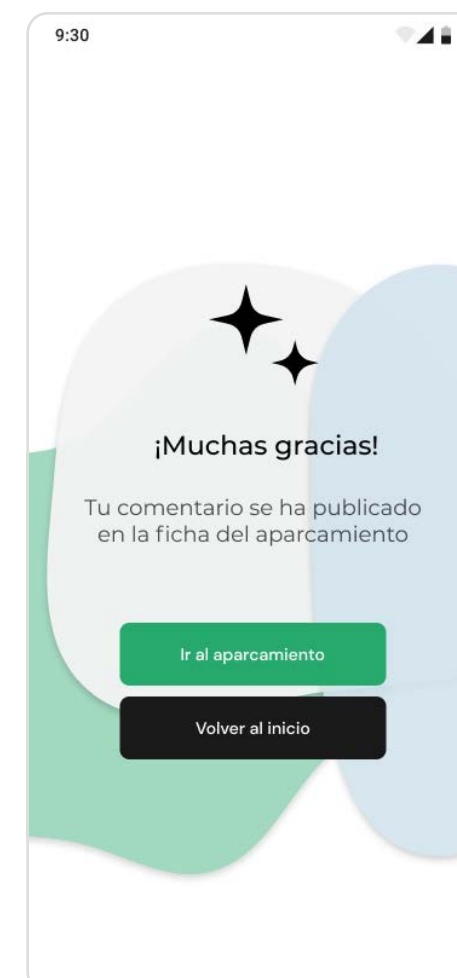 9:30
¡Muchas gracias!
Tu comentario se ha publicado
en la ficha del aparcamiento
Ir al aparcamiento
Volver al inicio